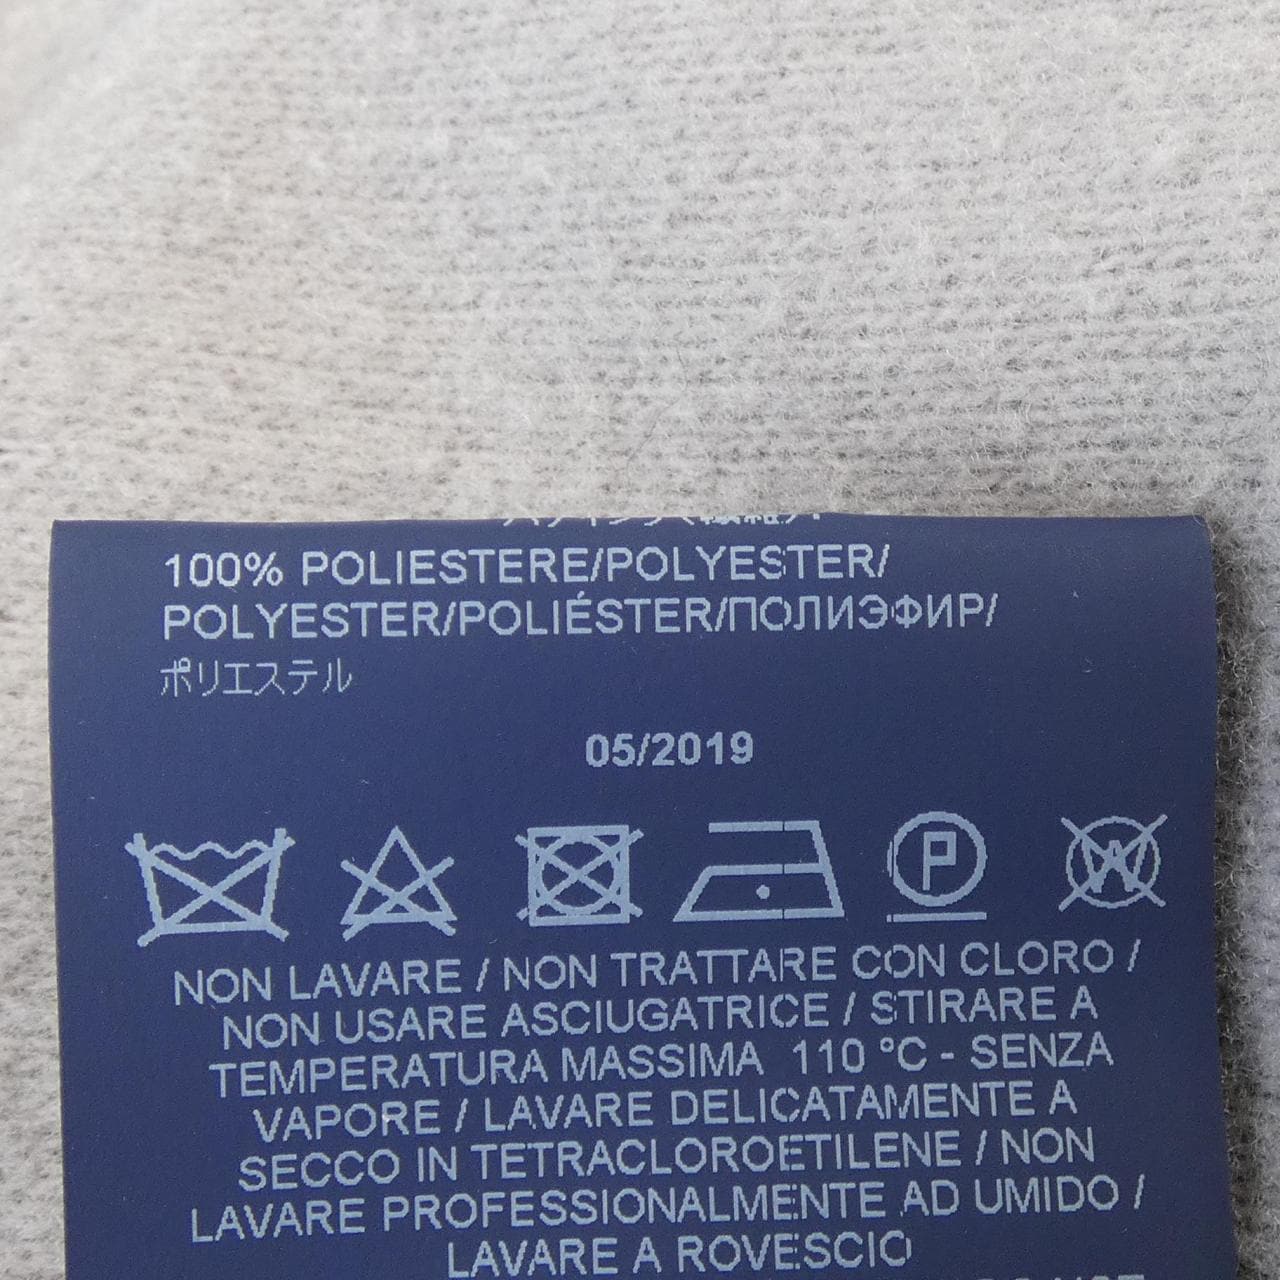 100% POLIESTERE/POLYESTER/
POLYESTER/POLIÉSTER/ПОЛИЭФИР/
ポリエステル
05/2019
P
W
NON LAVARE / NON TRATTARE CON CLORO /
NON USARE ASCIUGATRICE / STIRARE A
TEMPERATURA MASSIMA 110 °C - SENZA
VAPORE / LAVARE DELICATAMENTE A
SECCO IN TETRACLOROETILENE / NON
LAVARE PROFESSIONALMENTE AD UMIDO /
LAVARE A ROVESCIO